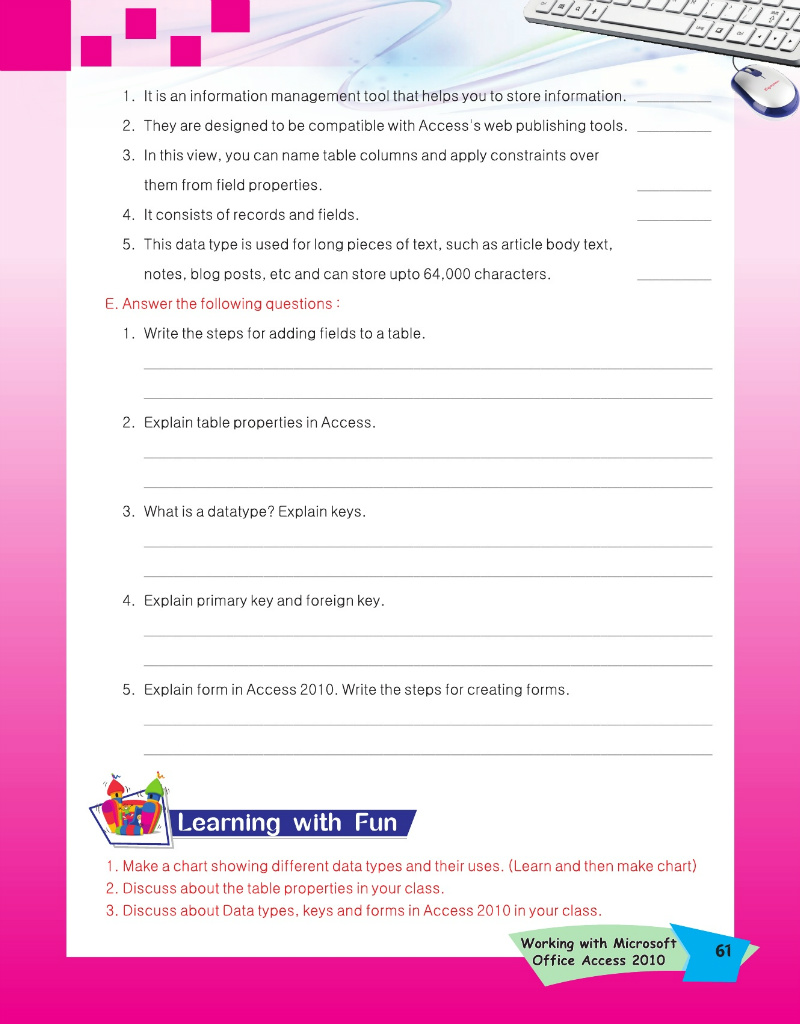 1. It is an information management tool that helps you to store information. ________
2. They are designed to be compatible with Access's web publishing tools. ________
3. In this view, you can name table columns and apply constraints over
them from field properties. ________
4. It consists of records and fields. ________
5. This data type is used for long pieces of text, such as article body text,
notes, blog posts, etc and can store upto 64,000 characters. ________
E. Answer the following questions :
1. Write the steps for adding fields to a table.
2. Explain table properties in Access.
3. What is a datatype? Explain keys.
4. Explain primary key and foreign key.
5. Explain form in Access 2010. Write the steps for creating forms.
Learning with Fun
1. Make a chart showing different data types and their uses. (Learn and then make chart)
2. Discuss about the table properties in your class.
3. Discuss about Data types, keys and forms in Access 2010 in your class.
Working with Microsoft
Office Access 2010
61